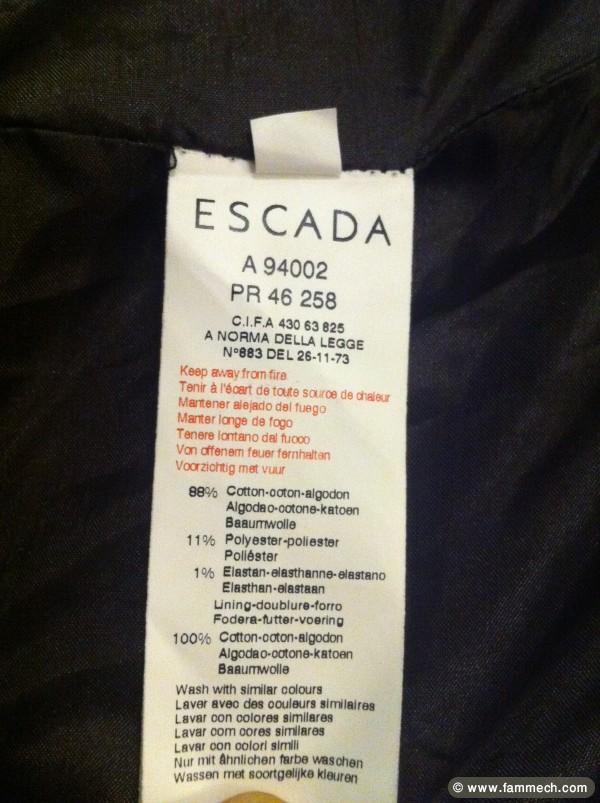 ESCADA
A 94002
PR 46 258
C.I.F.A 430 63 825
A NORMA DELLA LEGGE
N°883 DEL 26-11-73
Keep away from fire
Tenir à l'écart de toute source de chaleur
Mantener alejado del fuego
Manter longe de fogo
Tenere lontano dal fuoco
Von offenem feuer fernhalten
Voorzichtig met vuur
88% Cotton-coton-algodon
Algodao-cotone-katoen
Baaumwolle
11% Polyester-poliester
Poliéster
1% Elastan-elasthanne-elastano
Elasthan-elastaan
Lining-doublure-forro
Fodera-futter-voering
100% Cotton-coton-algodon
Algodao-cotone-katoen
Baaumwolle
Wash with similar colours
Laver avec des couleurs similaires
Lavar con colores similares
Lavar com cores similares
Lavar con colori simili
Nur mit ähnlichen farbe waschen
Wassen met soortgelijke kleuren
© www.fammech.com